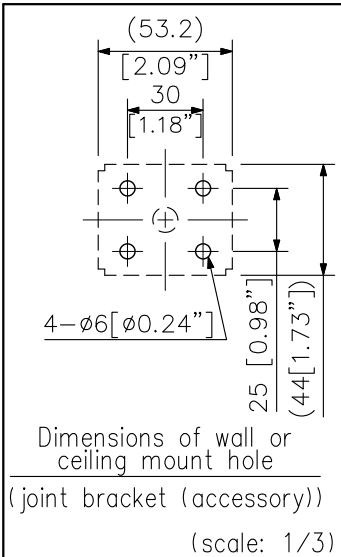 (53.2)
[2.09”]
30
[1.18”]
4-ø6[ø0.24”]
25 [0.98”]
(44[1.73”])
Dimensions of wall or
ceiling mount hole
(joint bracket (accessory))
(scale: 1/3)